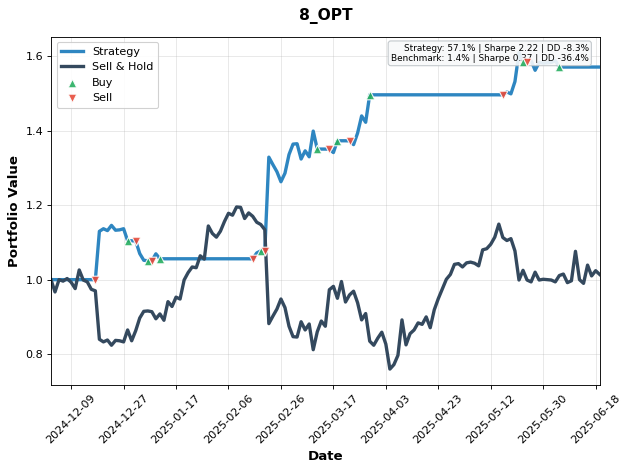 8_OPT
Strategy: 57.1% | Sharpe 2.22 | DD -8.3%
Benchmark: 1.4% | Sharpe 0.37 | DD -36.4%
Strategy
Sell & Hold
Buy
Sell
Portfolio Value
1.6
1.4
1.2
1.0
0.8
2024-12-09
2024-12-27
2025-01-17
2025-02-06
2025-02-26
2025-03-17
2025-04-03
2025-04-23
2025-05-12
2025-05-30
2025-06-18
Date